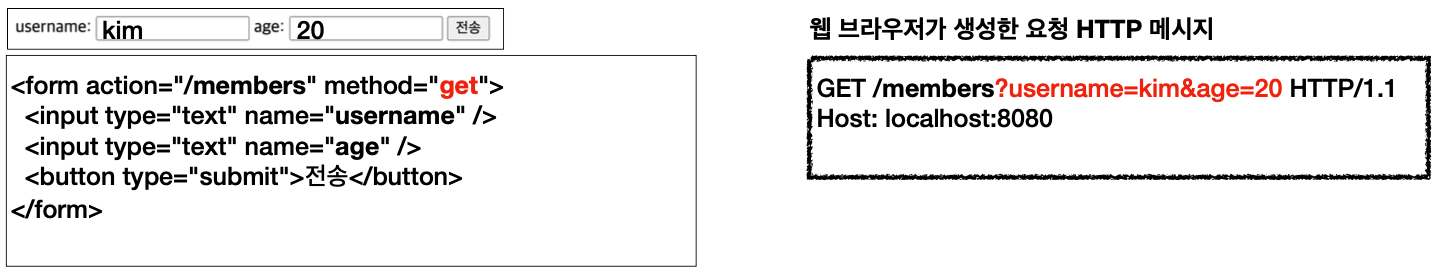 username: kim age: 20 전송
<form action="/members" method="get">
<input type="text" name="username" />
<input type="text" name="age" />
<button type="submit">전송</button>
</form>
웹 브라우저가 생성한 요청 HTTP 메시지
GET /members?username=kim&age=20 HTTP/1.1
Host: localhost:8080